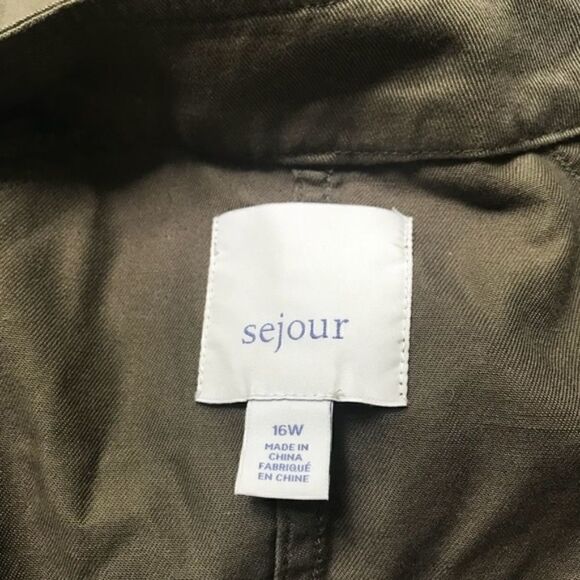 sejour
16W
MADE IN
CHINA
FABRIQUÉ
EN CHINE